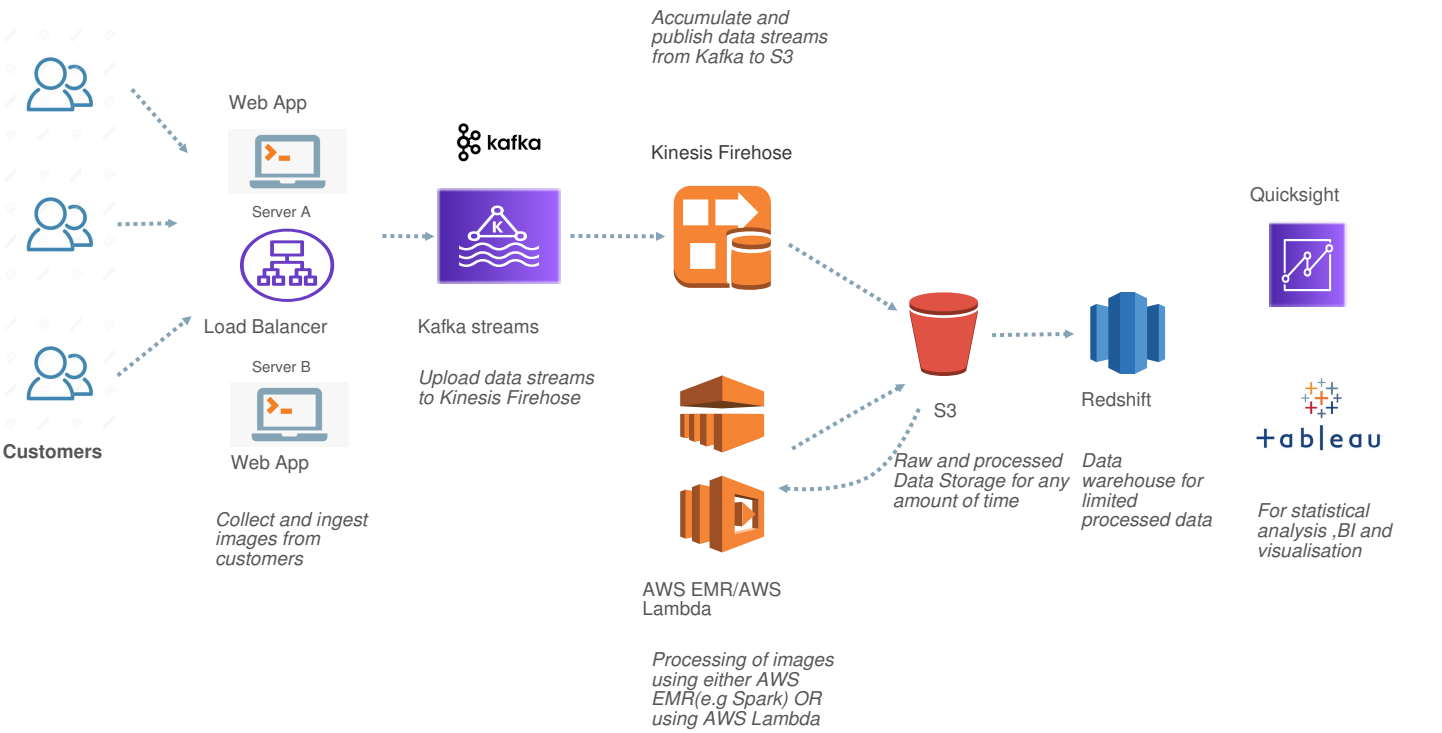 Accumulate and
publish data streams
from Kafka to S3
Web App
kafka
Kinesis Firehose
Quicksight
Server A
K
Load Balancer
Kafka streams
Server B
Upload data streams
to Kinesis Firehose
Redshift
S3
tableau
Customers
Web App
Raw and processed
Data Storage for any
amount of time
Data
warehouse for
limited
processed data
Collect and ingest
images from
customers
For statistical
analysis ,BI and
visualisation
AWS EMR/AWS
Lambda
Processing of images
using either AWS
EMR(e.g Spark) OR
using AWS Lambda